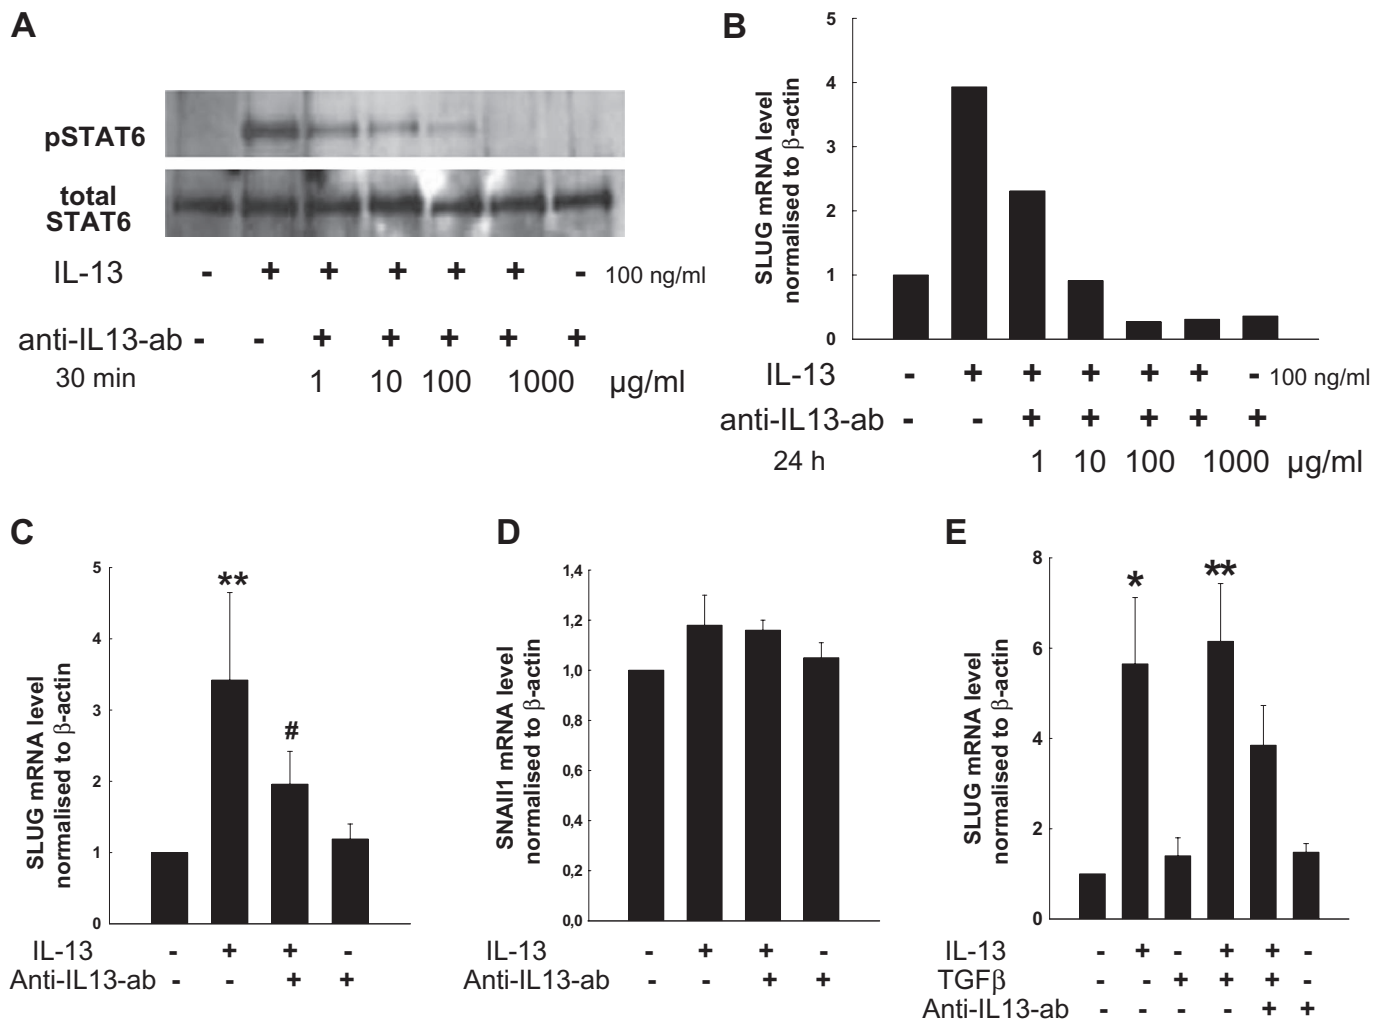 A
pSTAT6
total
STAT6
IL-13 - + + + + + - 100 ng/ml
anti-IL13-ab - - + + + + +
30 min 1 10 100 1000 µg/ml
B
SLUG mRNA level
normalised to β-actin
5
4
3
2
1
0
IL-13 - + + + + + - 100 ng/ml
anti-IL13-ab - - + + + + +
24 h 1 10 100 1000 µg/ml
C
SLUG mRNA level
normalised to β-actin
5
4
3
2
1
0
**
#
IL-13 - + + -
Anti-IL13-ab - - + +
D
SNAIl1 mRNA level
normalised to β-actin
1,4
1,2
1,0
0,8
0,6
0,4
0,2
0,0
IL-13 - + + -
Anti-IL13-ab - - + +
E
SLUG mRNA level
normalised to β-actin
8
6
4
2
0
*
**
IL-13 - + - + + -
TGFβ - - + + + -
Anti-IL13-ab - - - - + +